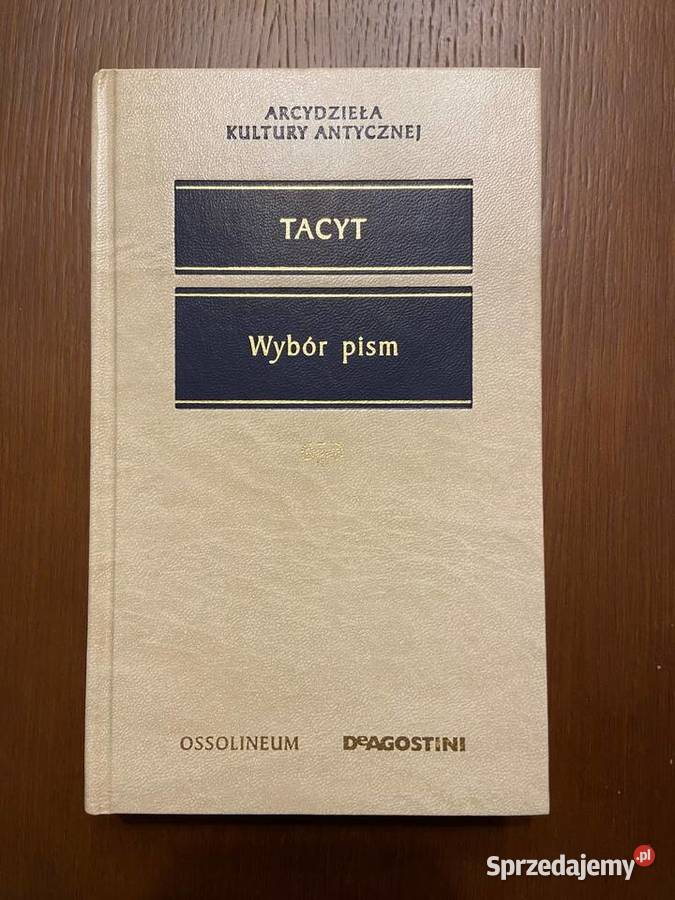 ARCYDZIEŁA
KULTURY ANTYCZNEJ
TACYT
Wybór pism
OSSOLINEUM DeAGOSTINI
Sprzedajemy.pl